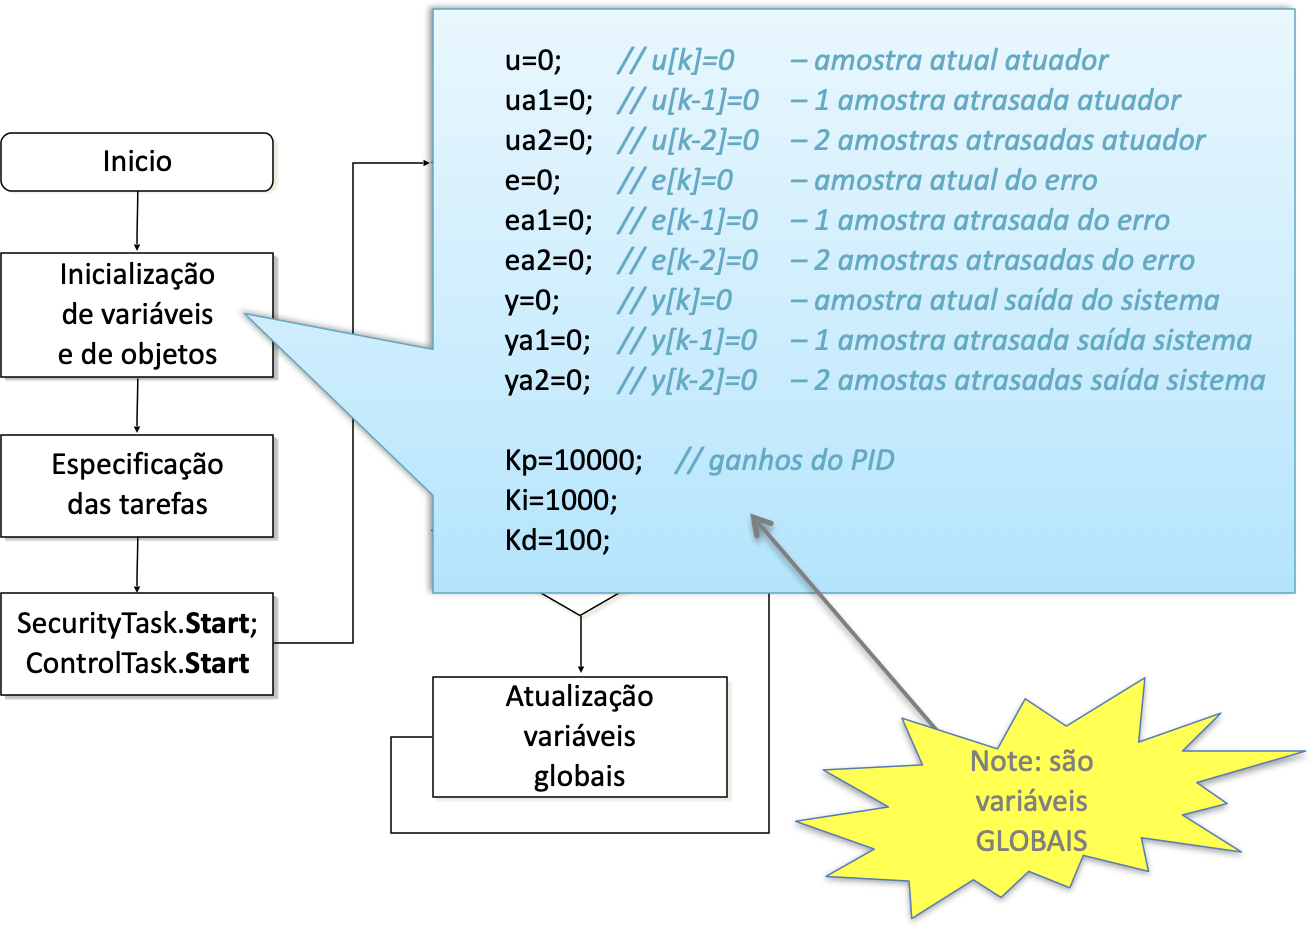 Inicio
Inicialização
de variáveis
e de objetos
Especificação
das tarefas
SecurityTask.Start;
ControlTask.Start
u=0; // u[k]=0 – amostra atual atuador
ua1=0; // u[k-1]=0 – 1 amostra atrasada atuador
ua2=0; // u[k-2]=0 – 2 amostras atrasadas atuador
e=0; // e[k]=0 – amostra atual do erro
ea1=0; // e[k-1]=0 – 1 amostra atrasada do erro
ea2=0; // e[k-2]=0 – 2 amostras atrasadas do erro
y=0; // y[k]=0 – amostra atual saída do sistema
ya1=0; // y[k-1]=0 – 1 amostra atrasada saída sistema
ya2=0; // y[k-2]=0 – 2 amostas atrasadas saída sistema
Kp=10000; // ganhos do PID
Ki=1000;
Kd=100;
Atualização
variáveis
globais
Note: são
variáveis
GLOBAIS